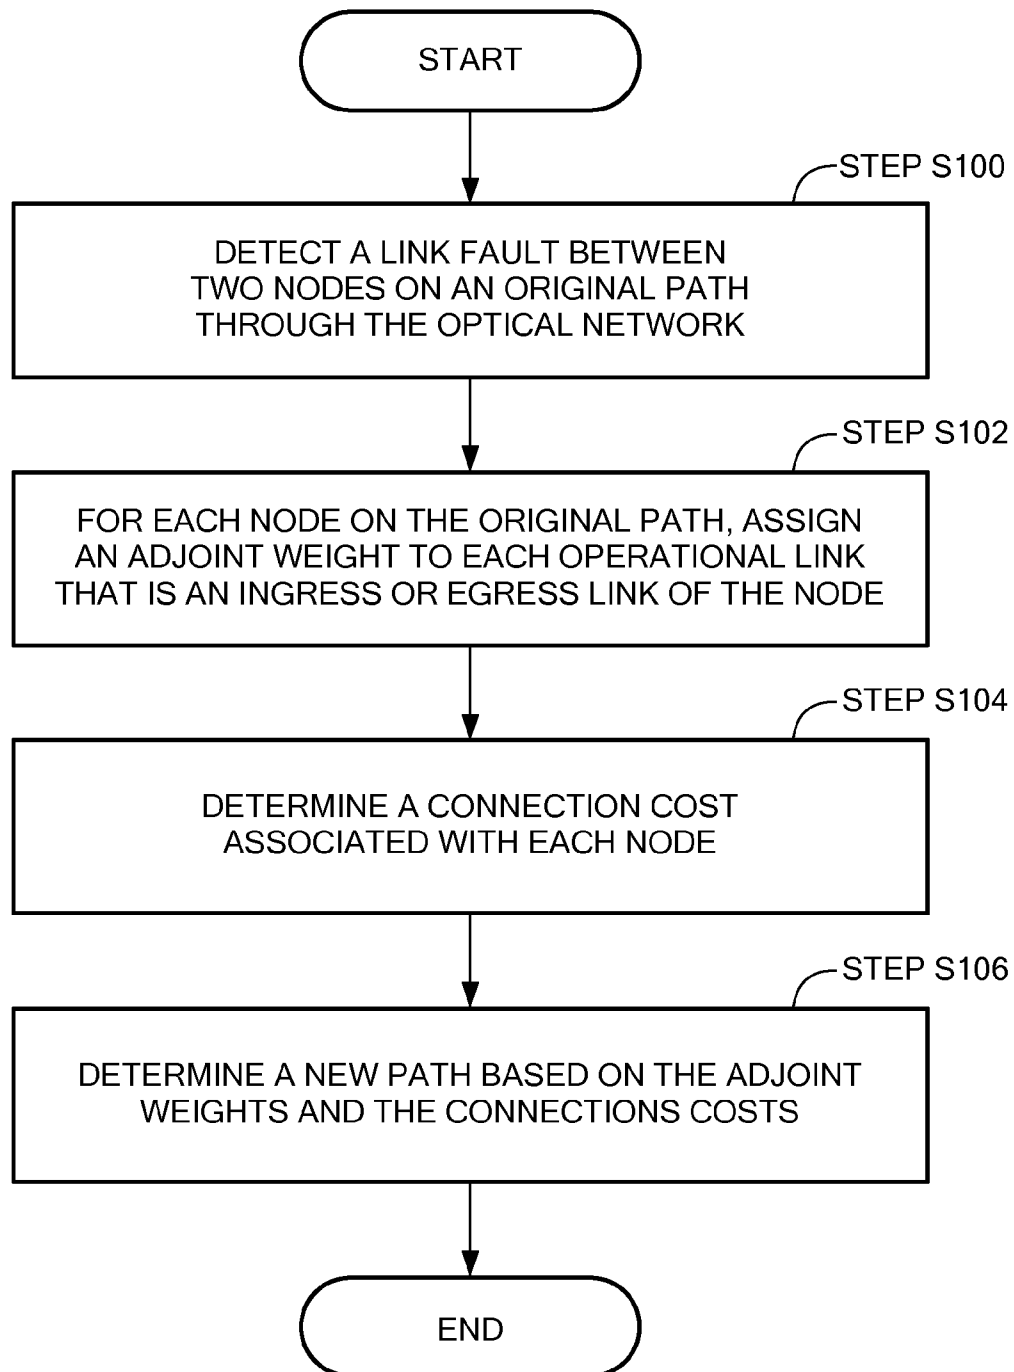 START
STEP S100
DETECT A LINK FAULT BETWEEN
TWO NODES ON AN ORIGINAL PATH
THROUGH THE OPTICAL NETWORK
STEP S102
FOR EACH NODE ON THE ORIGINAL PATH, ASSIGN
AN ADJOINT WEIGHT TO EACH OPERATIONAL LINK
THAT IS AN INGRESS OR EGRESS LINK OF THE NODE
STEP S104
DETERMINE A CONNECTION COST
ASSOCIATED WITH EACH NODE
STEP S106
DETERMINE A NEW PATH BASED ON THE ADJOINT
WEIGHTS AND THE CONNECTIONS COSTS
END